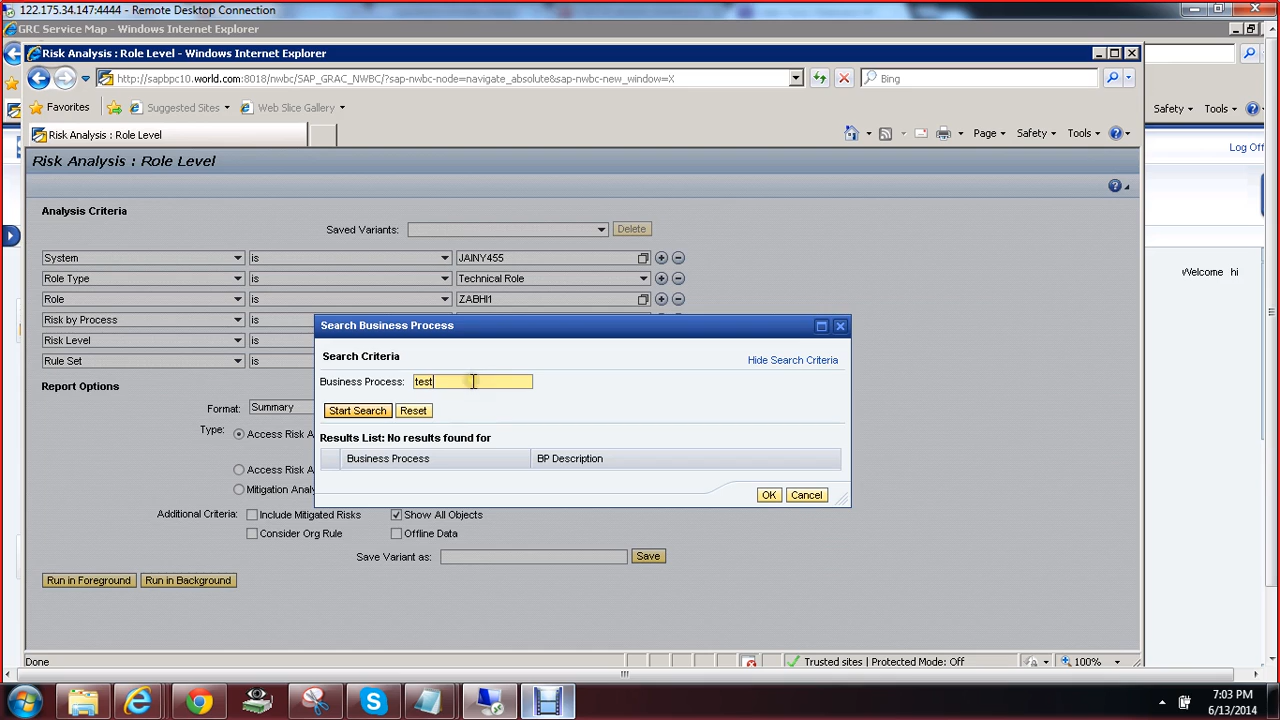 122.175.34.147:4444 - Remote Desktop Connection
GRC Service Map - Windows Internet Explorer
Risk Analysis : Role Level - Windows Internet Explorer
http://sapbpc10.world.com:8018/nwbc/SAP_GRAC_NWBC/?sap-nwbc-node=navigate_absolute&sap-nwbc-new_window=X
Bing
Favorites
Suggested Sites
Web Slice Gallery
Safety
Tools
Risk Analysis : Role Level
Page
Safety
Tools
Log Off
Risk Analysis : Role Level
Analysis Criteria
Saved Variants:
Delete
System
is
JAINY455
Welcome hi
Role Type
is
Technical Role
Role
is
ZABHI1
Risk by Process
is
Risk Level
is
Rule Set
is
Search Business Process
Search Criteria
Hide Search Criteria
Business Process:
test
Start Search
Reset
Results List: No results found for
Business Process
BP Description
OK
Cancel
Report Options
Format:
Summary
Type:
Access Risk A
Access Risk A
Mitigation Analy
Additional Criteria:
Include Mitigated Risks
Show All Objects
Consider Org Rule
Offline Data
Save Variant as:
Save
Run in Foreground
Run in Background
Done
Trusted sites | Protected Mode: Off
100%
7:03 PM
6/13/2014